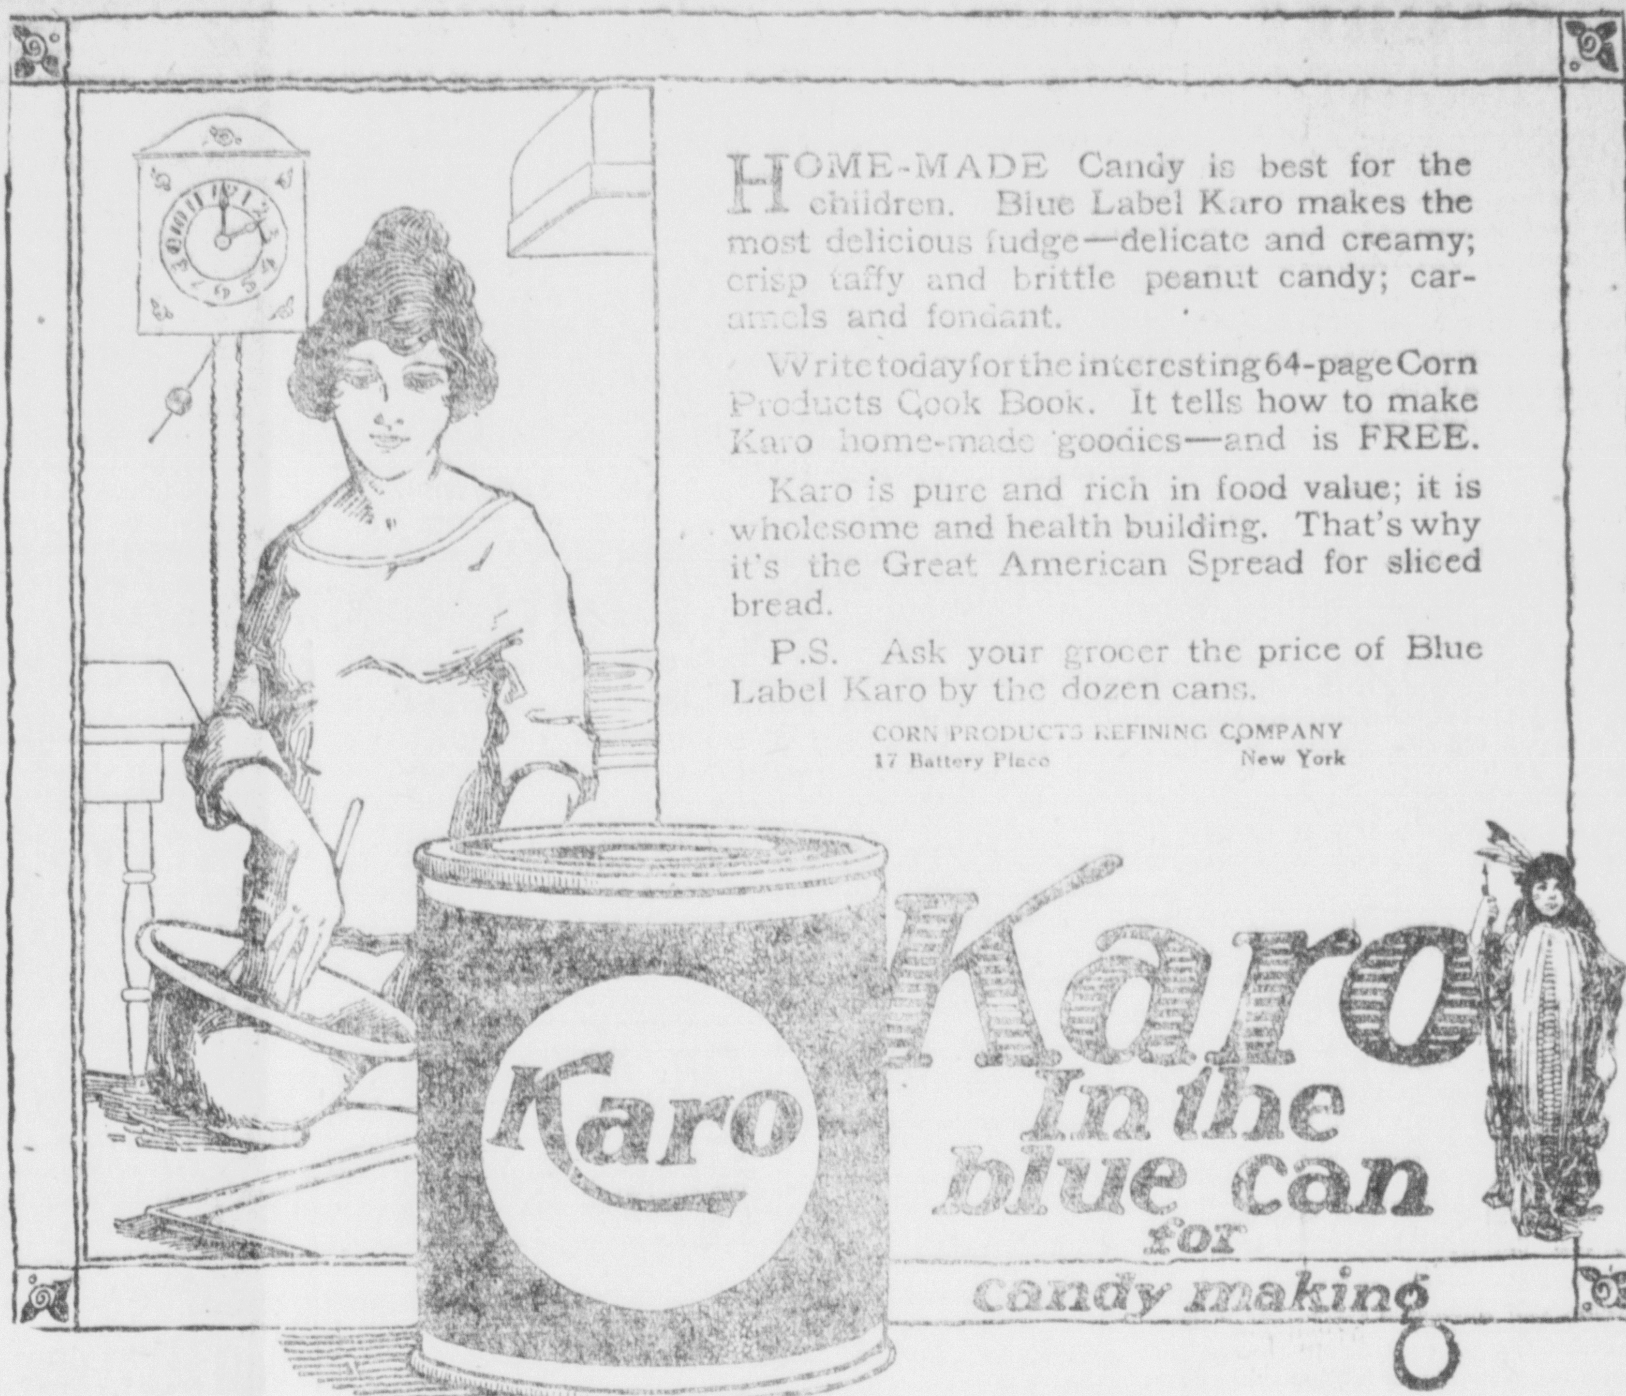 HOME-MADE Candy is best for the
children. Blue Label Karo makes the
most delicious fudge—delicate and creamy;
crisp taffy and brittle peanut candy; car-
amels and fondant.
Write today for the interesting 64-page Corn
Products Cook Book. It tells how to make
Karo home-made goodies—and is FREE.
Karo is pure and rich in food value; it is
wholesome and health building. That's why
it's the Great American Spread for sliced
bread.
P.S. Ask your grocer the price of Blue
Label Karo by the dozen cans.
CORN PRODUCTS REFINING COMPANY
17 Battery Place New York
Karo
In the
blue can
for
candy making
Karo